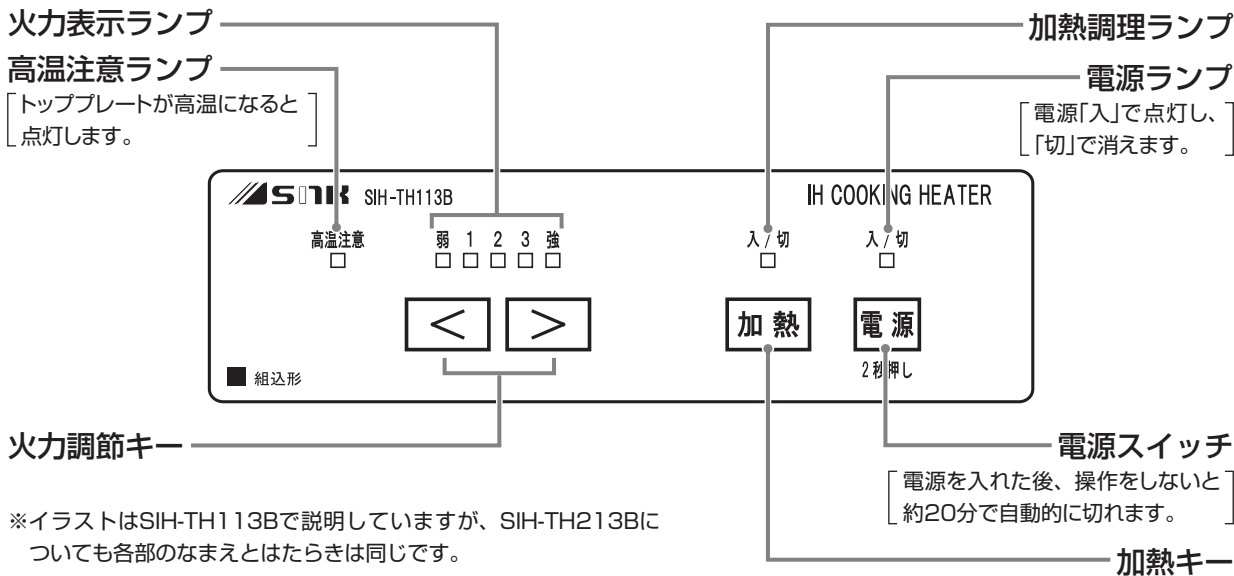 火力表示ランプ
加熱調理ランプ
高温注意ランプ
電源ランプ
トッププレートが高温になると
点灯します。
電源「入」で点灯し、
「切」で消えます。
SANK SIH-TH113B
IH COOKING HEATER
高温注意
弱 1 2 3 強
入/切
入/切
< >
加熱
電源
2秒押し
組込形
火力調節キー
電源スイッチ
電源を入れた後、操作をしないと
約20分で自動的に切れます。
※イラストはSIH-TH113Bで説明していますが、SIH-TH213Bに
ついても各部のなまえとはたらきは同じです。
加熱キー